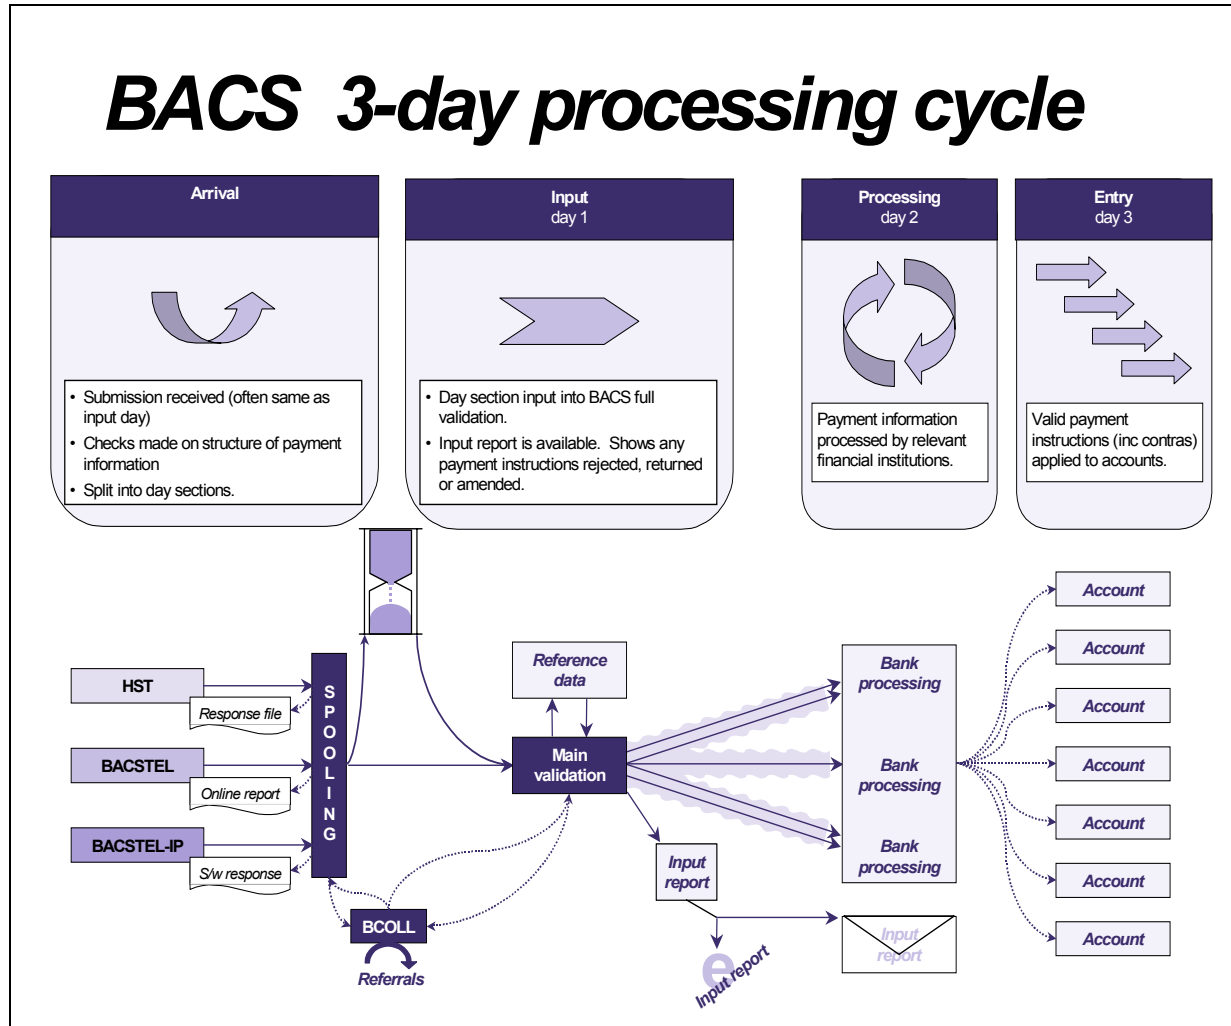 BACS 3-day processing cycle
Arrival
• Submission received (often same as
input day)
• Checks made on structure of payment
information
• Split into day sections.
Input
day 1
• Day section input into BACS full
validation.
• Input report is available. Shows any
payment instructions rejected, returned
or amended.
Processing
day 2
Payment information
processed by relevant
financial institutions.
Entry
day 3
Valid payment
instructions (inc contras)
applied to accounts.
HST
Response file
BACSTEL
Online report
BACSTEL-IP
S/w response
SPOOLING
BCOLL
Referrals
Reference
data
Main
validation
Input
report
e
Input report
Input
report
Bank
processing
Bank
processing
Bank
processing
Account
Account
Account
Account
Account
Account
Account